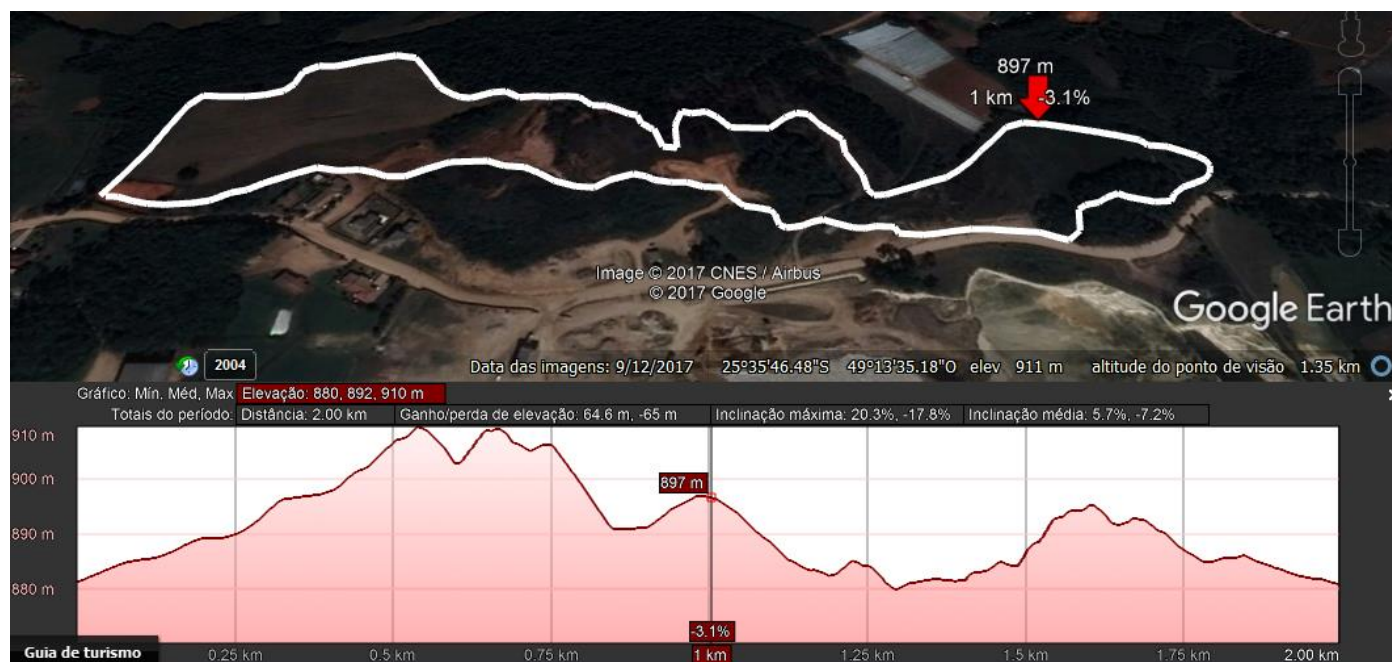 897 m
1 km -3.1%
Image © 2017 CNES / Airbus
© 2017 Google
Google Earth
2004
Data das imagens: 9/12/2017 25°35'46.48"S 49°13'35.18"O elev 911 m altitude do ponto de visão 1.35 km
Gráfico: Mín, Méd, Max Elevação: 880, 892, 910 m
Totais do período: Distância: 2.00 km Ganho/perda de elevação: 64.6 m, -65 m Inclinação máxima: 20.3%, -17.8% Inclinação média: 5.7%, -7.2%
910 m
900 m
897 m
890 m
880 m
-3.1%
Guia de turismo
0.25 km 0.5 km 0.75 km 1 km 1.25 km 1.5 km 1.75 km 2.00 km